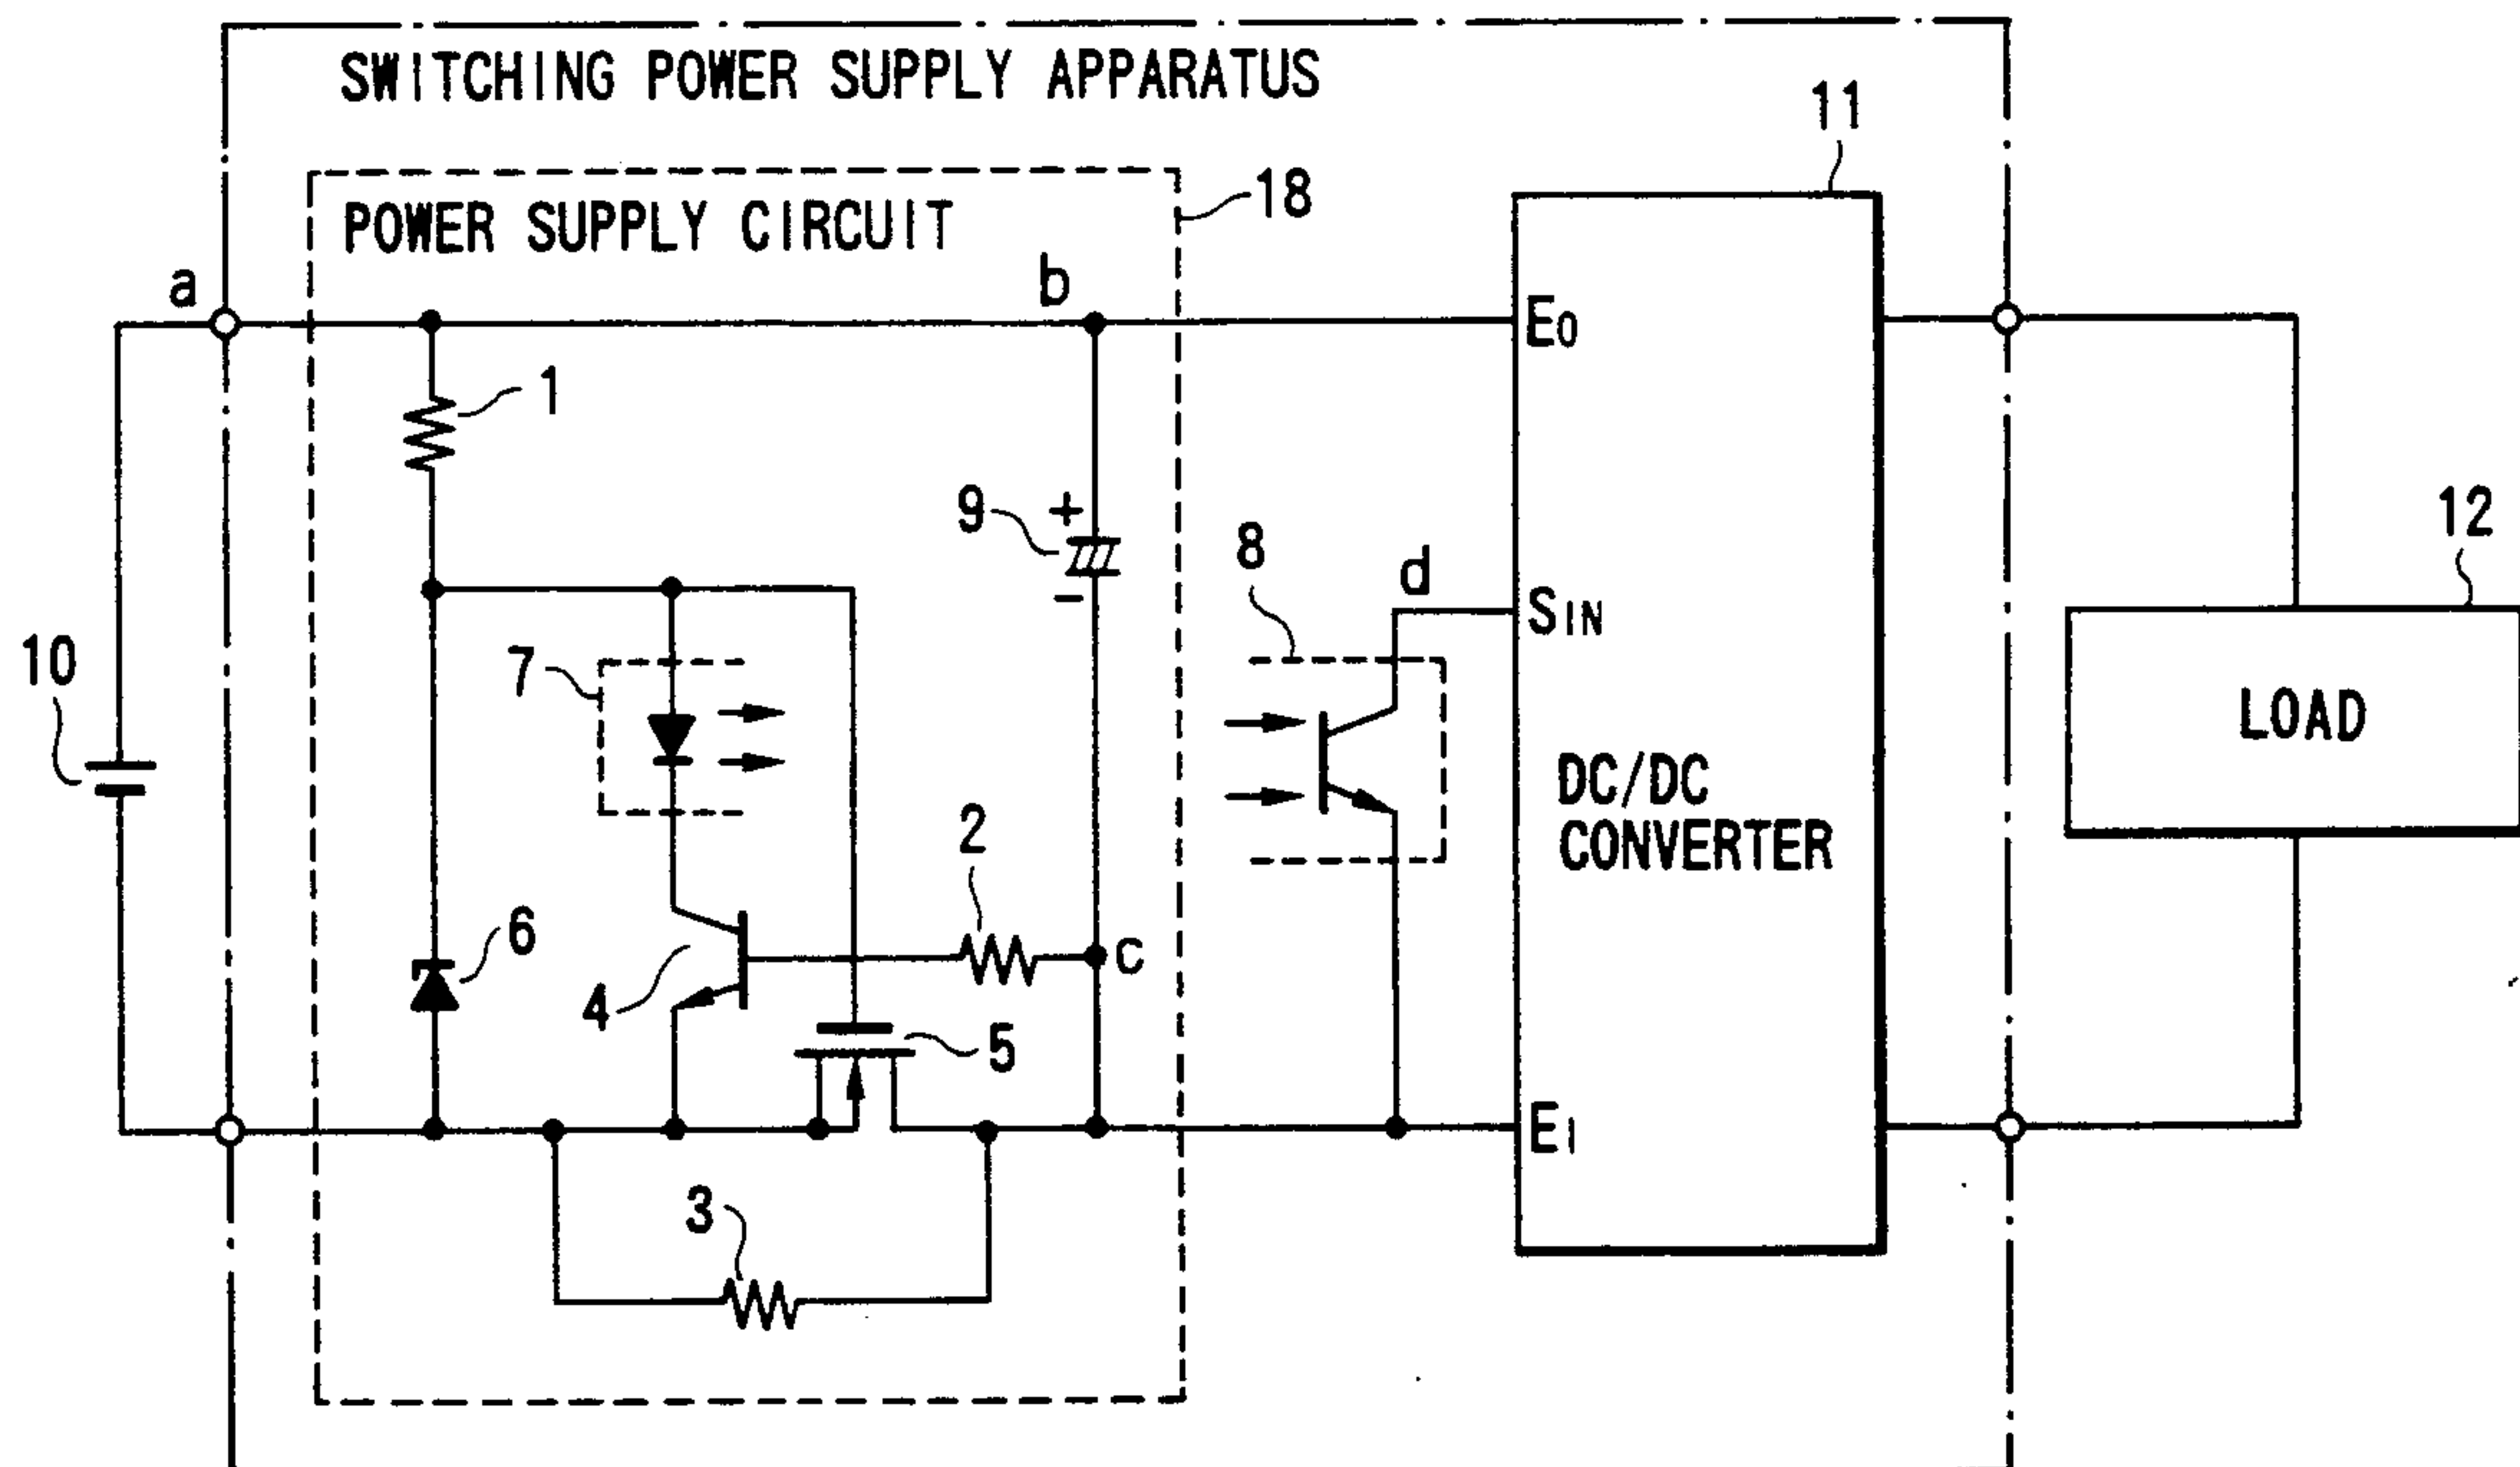 SWITCHING POWER SUPPLY APPARATUS
11
18
POWER SUPPLY CIRCUIT
a
b
E0
1
9
+
−
8
d
SIN
12
10
7
LOAD
DC/DC
CONVERTER
2
6
4
c
5
E1
3